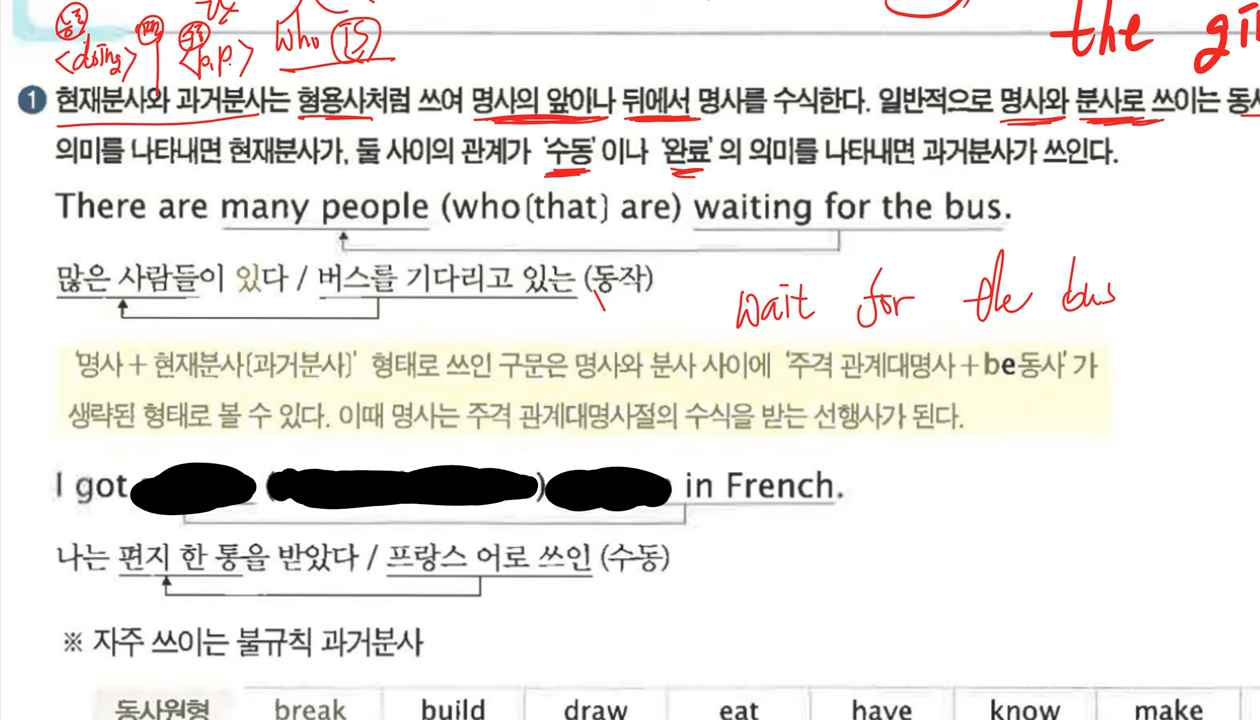 the
<doing> <p.p.> who is
1 현재분사와 과거분사는 형용사처럼 쓰여 명사의 앞이나 뒤에서 명사를 수식한다. 일반적으로 명사와 분사로 쓰이는
의미를 나타내면 현재분사가, 둘 사이의 관계가 '수동'이나 '완료'의 의미를 나타내면 과거분사가 쓰인다.
There are many people (who[that] are) waiting for the bus.
많은 사람들이 있다 / 버스를 기다리고 있는 (동작)
wait for the bus
'명사 + 현재분사[과거분사]' 형태로 쓰인 구문은 명사와 분사 사이에 '주격 관계대명사 + be동사'가
생략된 형태로 볼 수 있다. 이때 명사는 주격 관계대명사절의 수식을 받는 선행사가 된다.
I got ( ) in French.
나는 편지 한 통을 받았다 / 프랑스 어로 쓰인 (수동)
※ 자주 쓰이는 불규칙 과거분사
동사원형 break build draw eat have know make